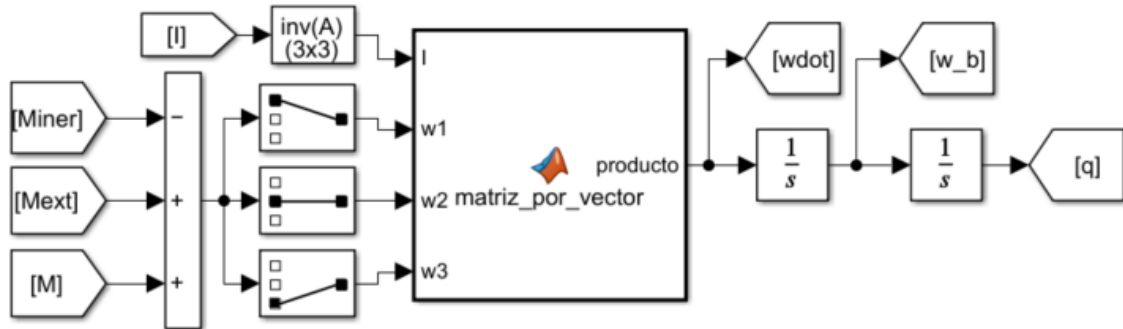 [I]
inv(A)
(3x3)
[wdot]
[w_b]
I
[Miner]
−
w1
producto
1
s
1
s
[q]
[Mext]
+
w2
matriz_por_vector
[M]
+
w3